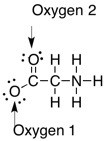 Oxygen 2
O H H
C C N H
O H
Oxygen 1